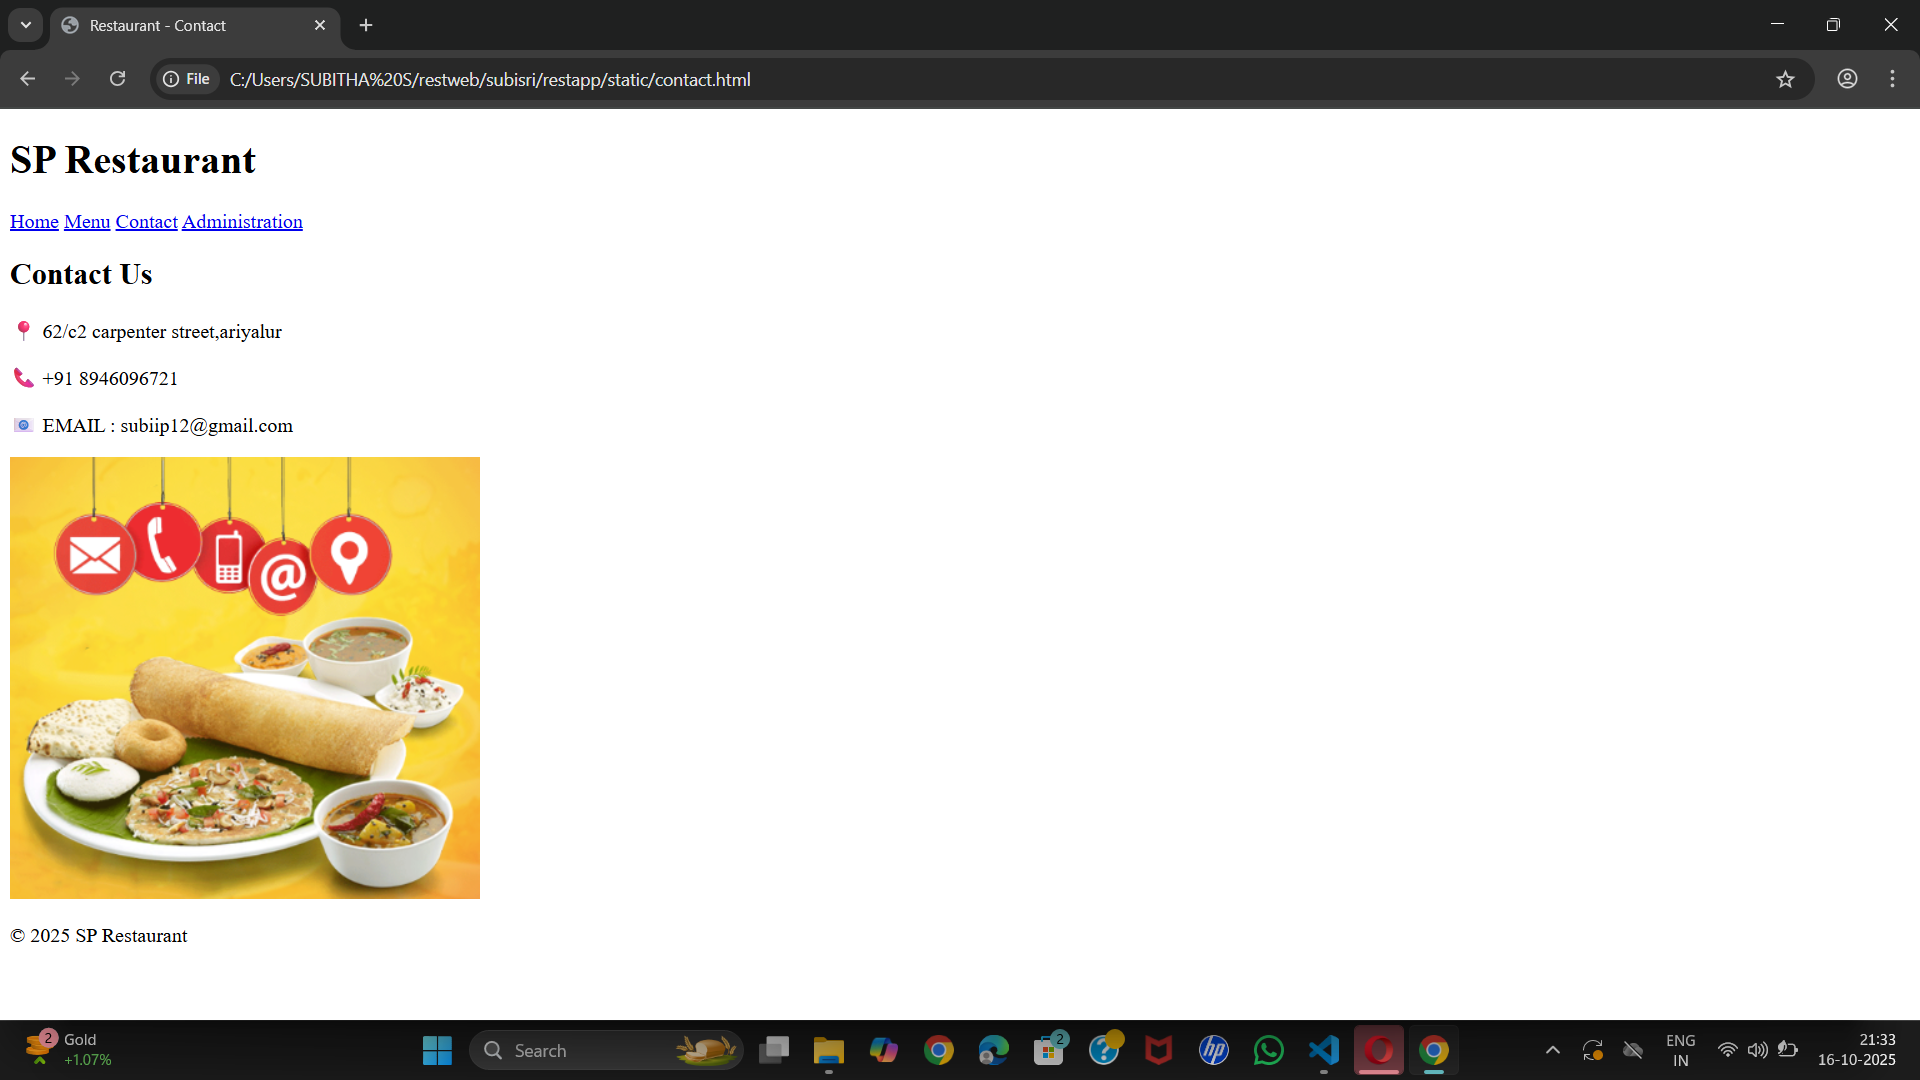 Restaurant - Contact
File
C:/Users/SUBITHA%20S/restweb/subisri/restapp/static/contact.html
SP Restaurant
Home Menu Contact Administration
Contact Us
62/c2 carpenter street,ariyalur
+91 8946096721
EMAIL : subiip12@gmail.com
@
© 2025 SP Restaurant
2
Gold
+1.07%
Search
2
?
hp
ENG
IN
21:33
16-10-2025